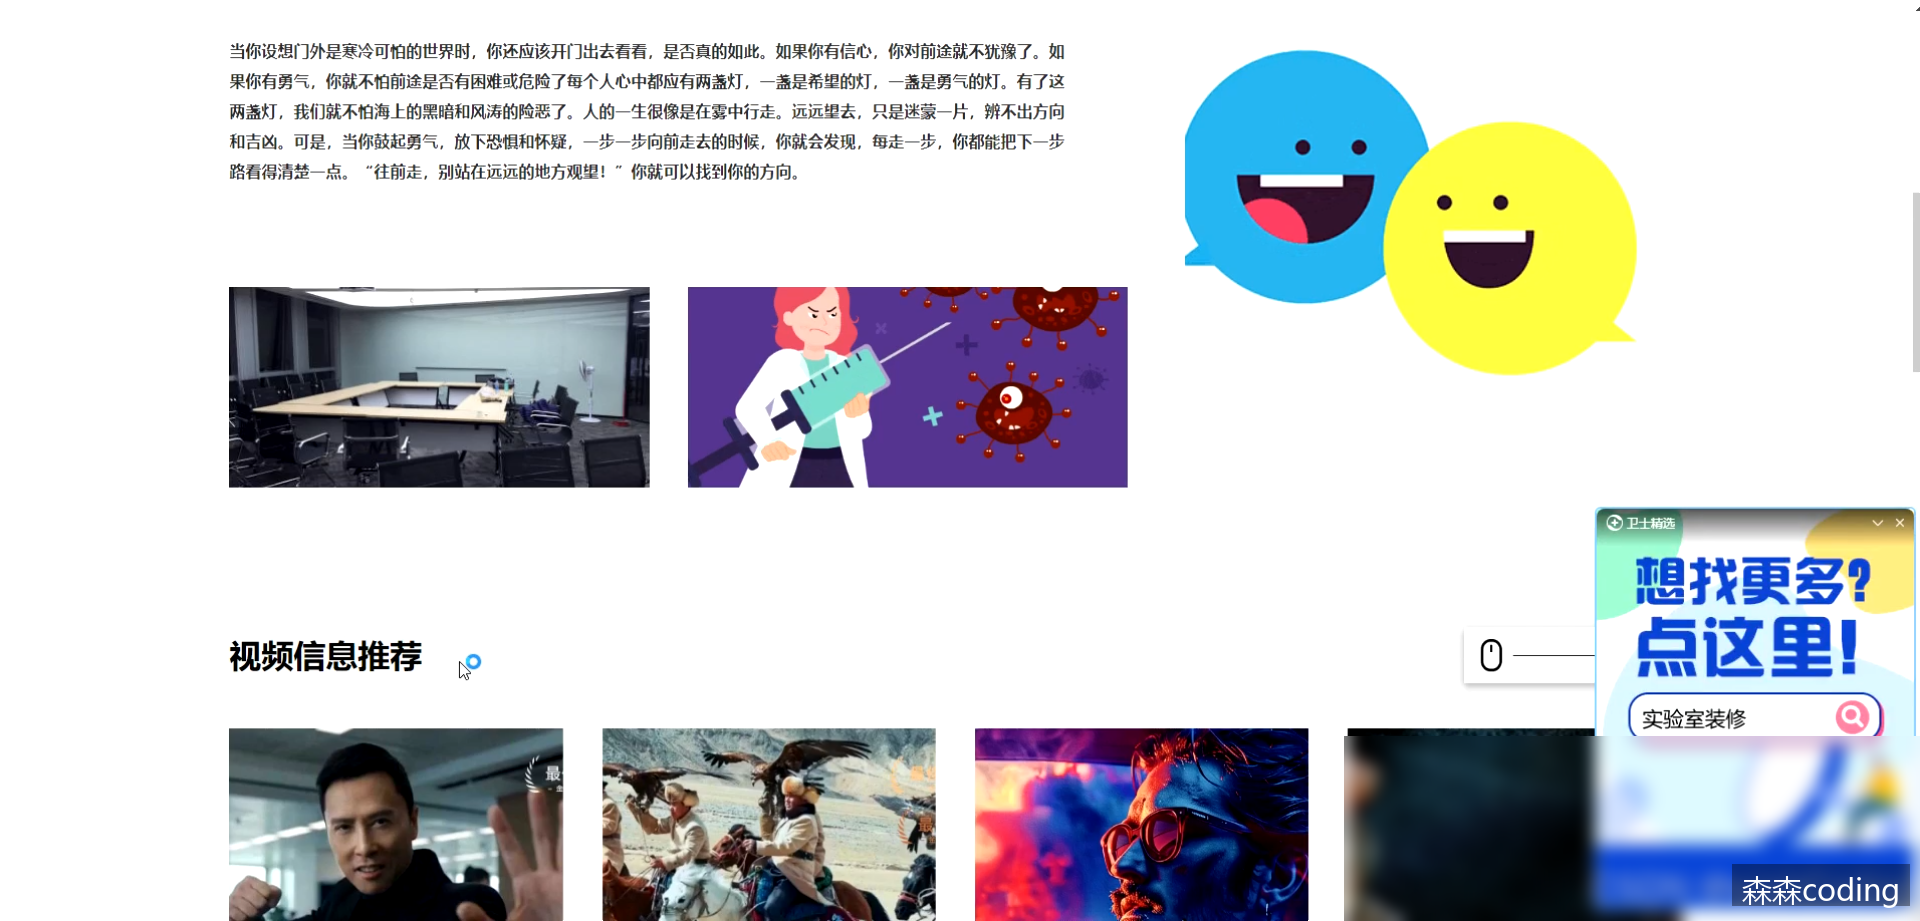 当你设想门外是寒冷可怕的世界时，你还应该开门出去看看，是否真的如此。如果你有信心，你对前途就不犹豫了。如
果你有勇气，你就不怕前途是否有困难或危险了每个人心中都应有两盏灯，一盏是希望的灯，一盏是勇气的灯。有了这
两盏灯，我们就不怕海上的黑暗和风涛的险恶了。人的一生很像是在雾中行走。远远望去，只是迷蒙一片，辨不出方向
和吉凶。可是，当你鼓起勇气，放下恐惧和怀疑，一步一步向前走去的时候，你就会发现，每走一步，你都能把下一步
路看得清楚一点。“往前走，别站在远远的地方观望！”你就可以找到你的方向。
卫士精选
想找更多?
点这里!
视频信息推荐
实验室装修
最
森森coding